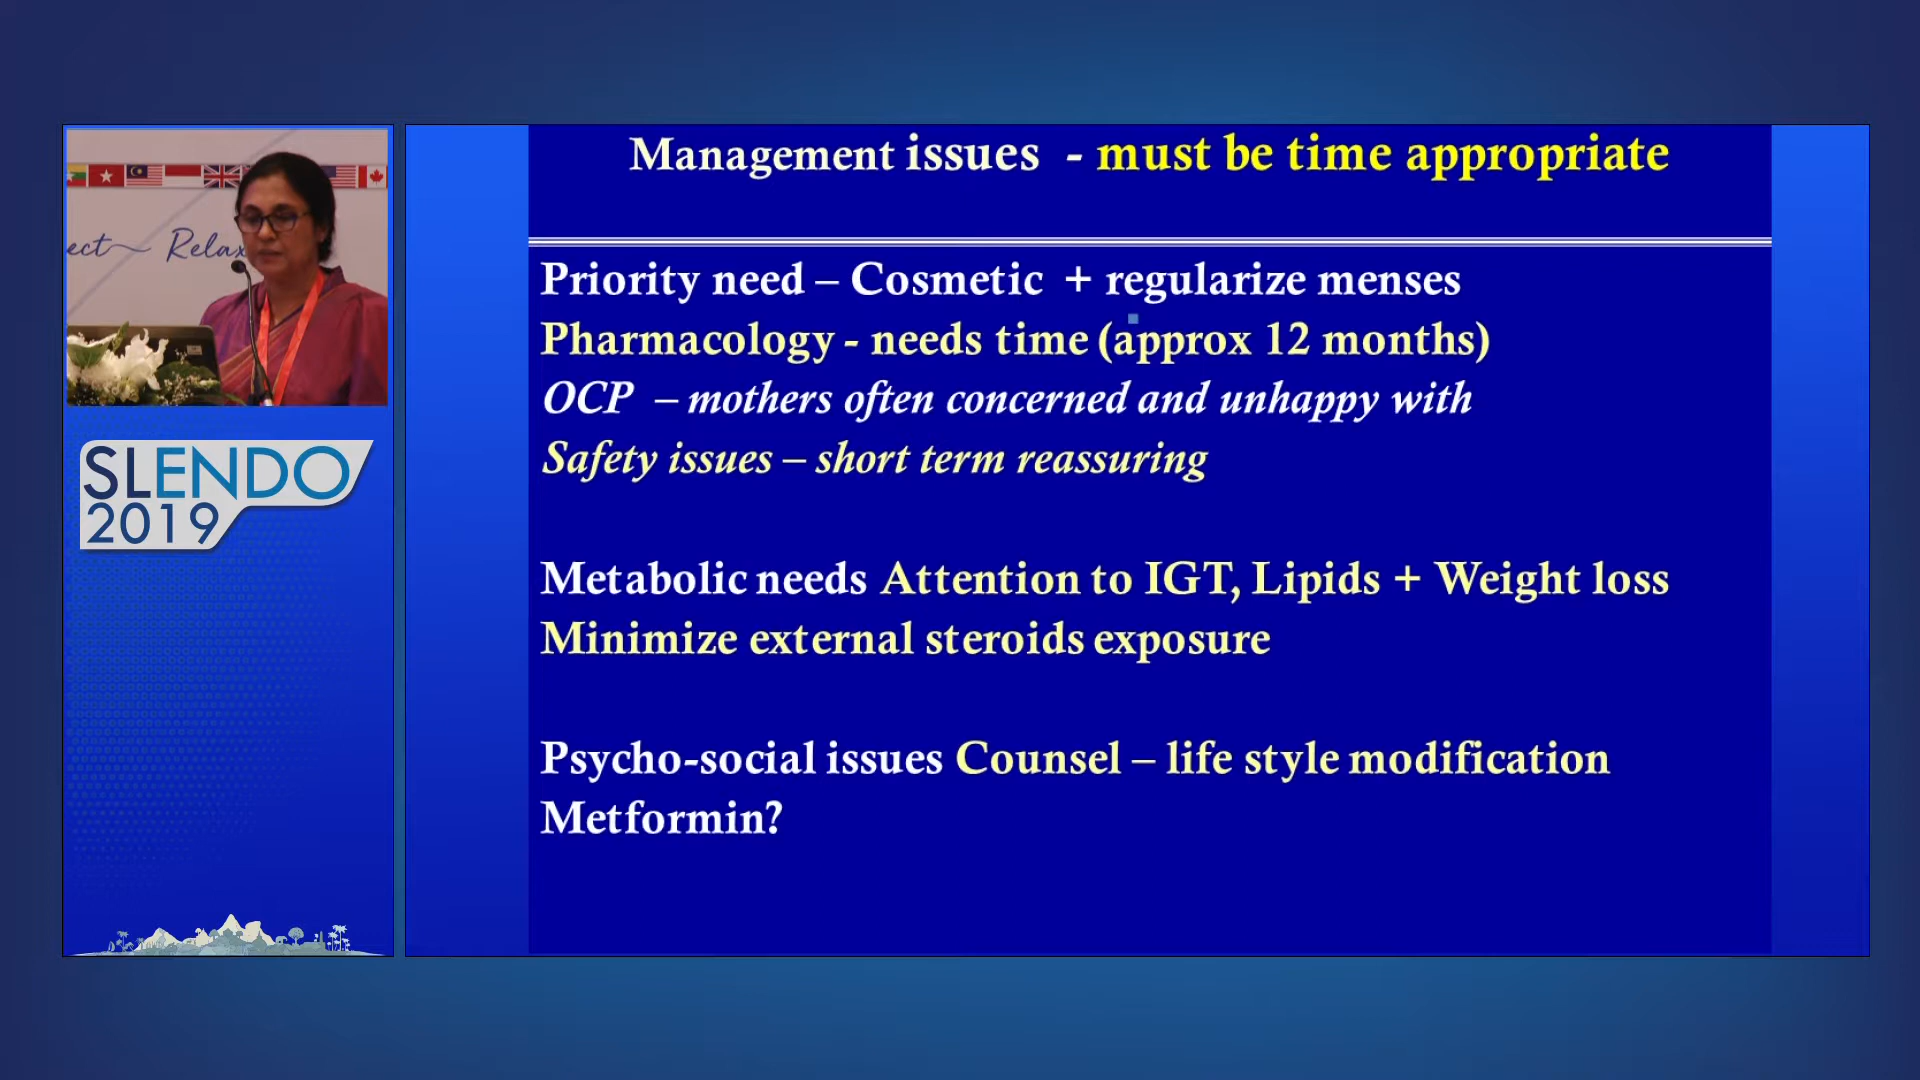 ect Relax
SLENDO
2019
Management issues - must be time appropriate
Priority need – Cosmetic + regularize menses
Pharmacology - needs time (approx 12 months)
OCP – mothers often concerned and unhappy with
Safety issues – short term reassuring
Metabolic needs Attention to IGT, Lipids + Weight loss
Minimize external steroids exposure
Psycho-social issues Counsel – life style modification
Metformin?